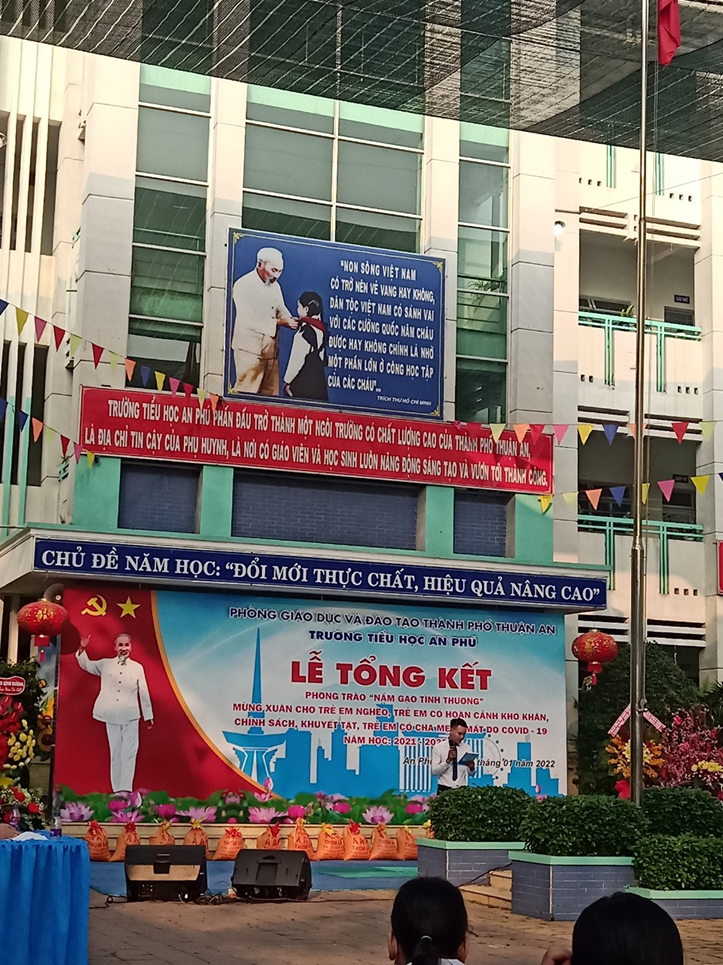 "NON SÔNG VIỆT NAM
CÓ TRỞ NÊN VẺ VANG HAY KHÔNG,
DÂN TỘC VIỆT NAM CÓ SÁNH VAI
VỚI CÁC CƯỜNG QUỐC NĂM CHÂU
ĐƯỢC HAY KHÔNG CHÍNH LÀ NHỜ
MỘT PHẦN LỚN Ở CÔNG HỌC TẬP
CỦA CÁC CHÁU"...
TRÍCH THƯ HỒ CHÍ MINH
TRƯỜNG TIỂU HỌC AN PHÚ PHẤN ĐẤU TRỞ THÀNH MỘT NGÔI TRƯỜNG CÓ CHẤT LƯỢNG CAO CỦA THÀNH PHỐ THUẬN AN,
LÀ ĐỊA CHỈ TIN CẬY CỦA PHỤ HUYNH, LÀ NƠI CÓ GIÁO VIÊN VÀ HỌC SINH LUÔN NĂNG ĐỘNG SÁNG TẠO VÀ VƯƠN TỚI THÀNH CÔNG.
CHỦ ĐỀ NĂM HỌC: "ĐỔI MỚI THỰC CHẤT, HIỆU QUẢ NÂNG CAO"
PHÒNG GIÁO DỤC VÀ ĐÀO TẠO THÀNH PHỐ THUẬN AN
TRƯỜNG TIỂU HỌC AN PHÚ
LỄ TỔNG KẾT
PHONG TRÀO "NẮM GẠO TÌNH THƯƠNG"
MỪNG XUÂN CHO TRẺ EM NGHÈO, TRẺ EM CÓ HOÀN CẢNH KHÓ KHĂN,
CHÍNH SÁCH, KHUYẾT TẬT, TRẺ EM CÓ CHA MẸ MẤT DO COVID - 19
NĂM HỌC: 2021
An Phú tháng 01 năm 2022